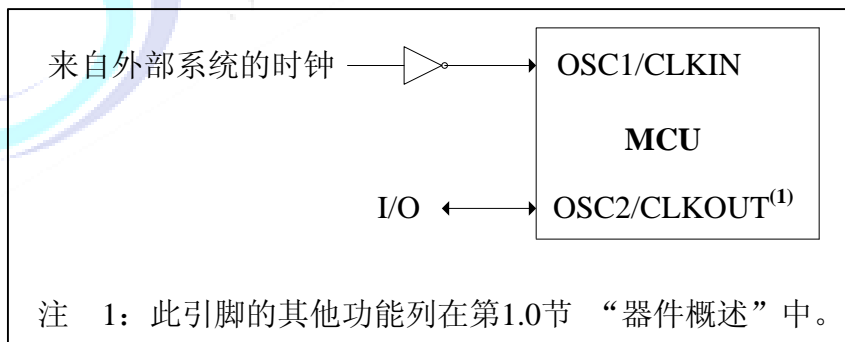 来自外部系统的时钟
OSC1/CLKIN
MCU
I/O
OSC2/CLKOUT(1)
注 1：此引脚的其他功能列在第1.0节 “器件概述”中。